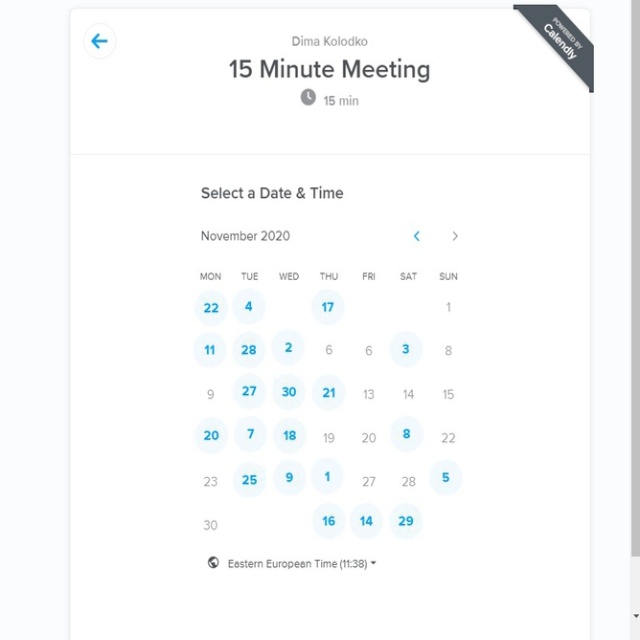 Dima Kolodko
15 Minute Meeting
15 min
POWERED BY
Calendly
Select a Date & Time
November 2020
MON TUE WED THU FRI SAT SUN
22 4 17 1
11 28 2 6 6 3 8
9 27 30 21 13 14 15
20 7 18 19 20 8 22
23 25 9 1 27 28 5
30 16 14 29
Eastern European Time (11:38)